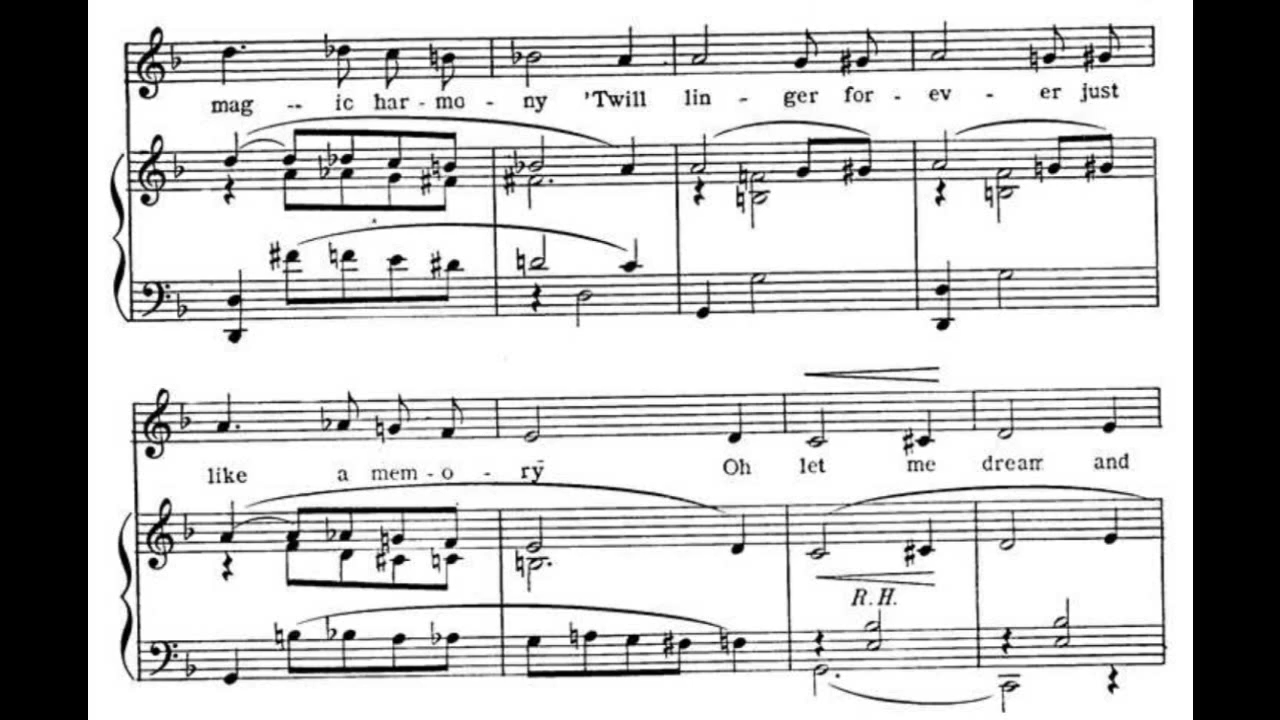 mag -- ic har-mo-ny 'Twill lin-ger for-ev-er just
like a mem-o-ry Oh let me dream and
R.H.